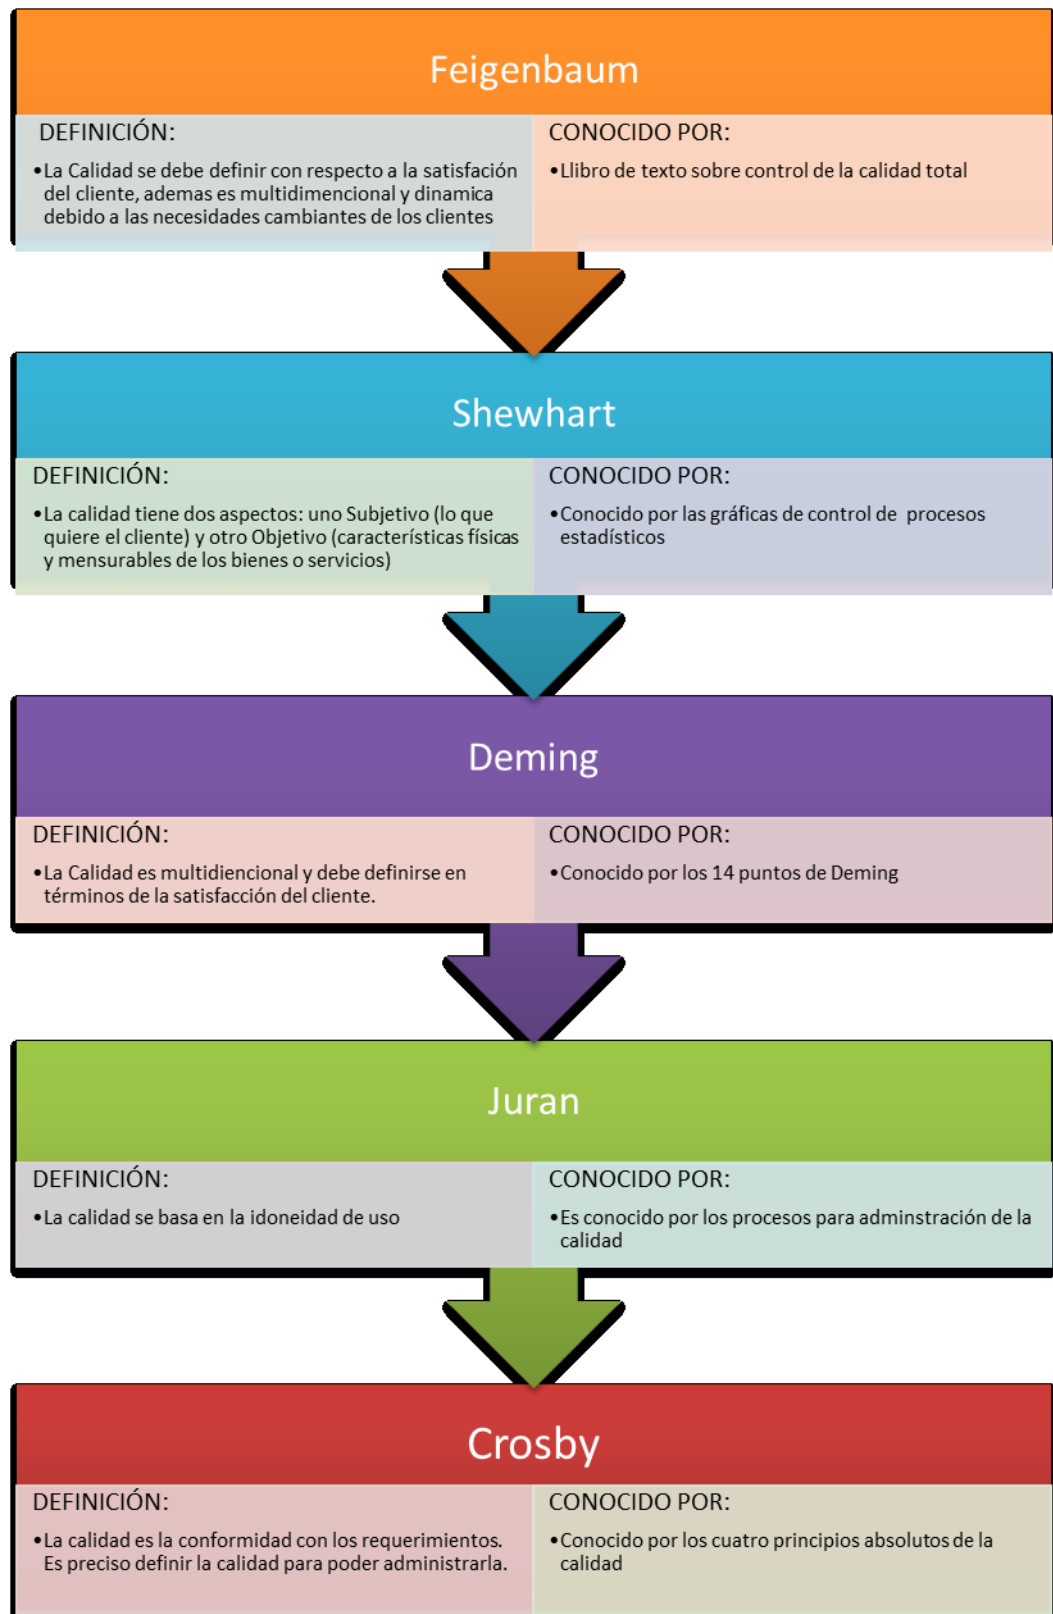 Feigenbaum
DEFINICIÓN:
•La Calidad se debe definir con respecto a la satisfación
del cliente, ademas es multidimencional y dinamica
debido a las necesidades cambiantes de los clientes
CONOCIDO POR:
•Llibro de texto sobre control de la calidad total
Shewhart
DEFINICIÓN:
•La calidad tiene dos aspectos: uno Subjetivo (lo que
quiere el cliente) y otro Objetivo (características físicas
y mensurables de los bienes o servicios)
CONOCIDO POR:
•Conocido por las gráficas de control de procesos
estadísticos
Deming
DEFINICIÓN:
•La Calidad es multidiencional y debe definirse en
términos de la satisfacción del cliente.
CONOCIDO POR:
•Conocido por los 14 puntos de Deming
Juran
DEFINICIÓN:
•La calidad se basa en la idoneidad de uso
CONOCIDO POR:
•Es conocido por los procesos para adminstración de la
calidad
Crosby
DEFINICIÓN:
•La calidad es la conformidad con los requerimientos.
Es preciso definir la calidad para poder administrarla.
CONOCIDO POR:
•Conocido por los cuatro principios absolutos de la
calidad